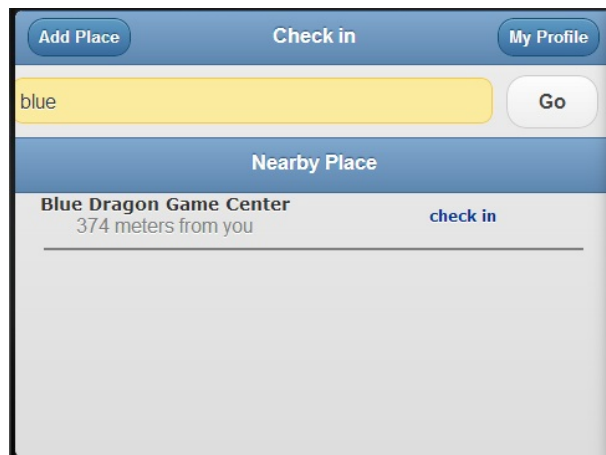 Add Place
Check in
My Profile
blue
Go
Nearby Place
Blue Dragon Game Center
374 meters from you
check in